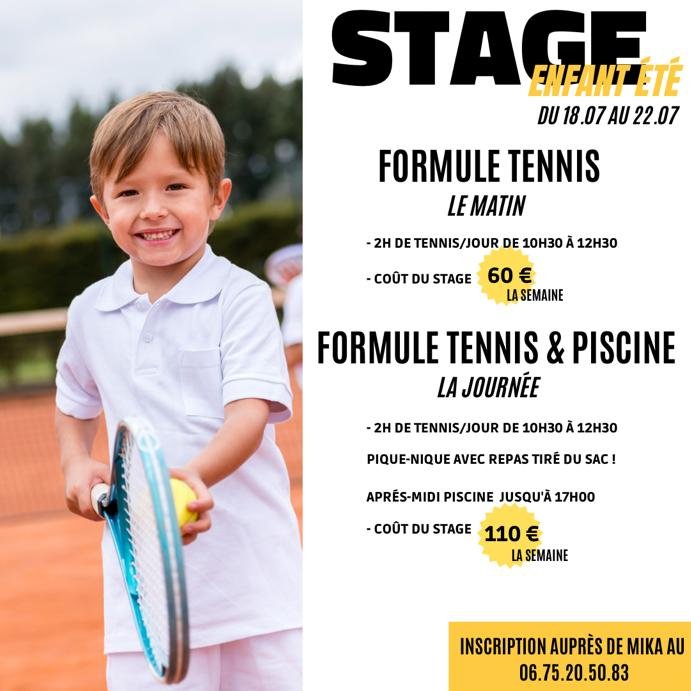 STAGE
ENFANT ÉTÉ
DU 18.07 AU 22.07
FORMULE TENNIS
LE MATIN
- 2H DE TENNIS/JOUR DE 10H30 À 12H30
- COÛT DU STAGE 60 €
LA SEMAINE
FORMULE TENNIS & PISCINE
LA JOURNÉE
- 2H DE TENNIS/JOUR DE 10H30 À 12H30
PIQUE-NIQUE AVEC REPAS TIRÉ DU SAC !
APRÉS-MIDI PISCINE JUSQU'À 17H00
- COÛT DU STAGE 110 €
LA SEMAINE
INSCRIPTION AUPRÈS DE MIKA AU
06.75.20.50.83